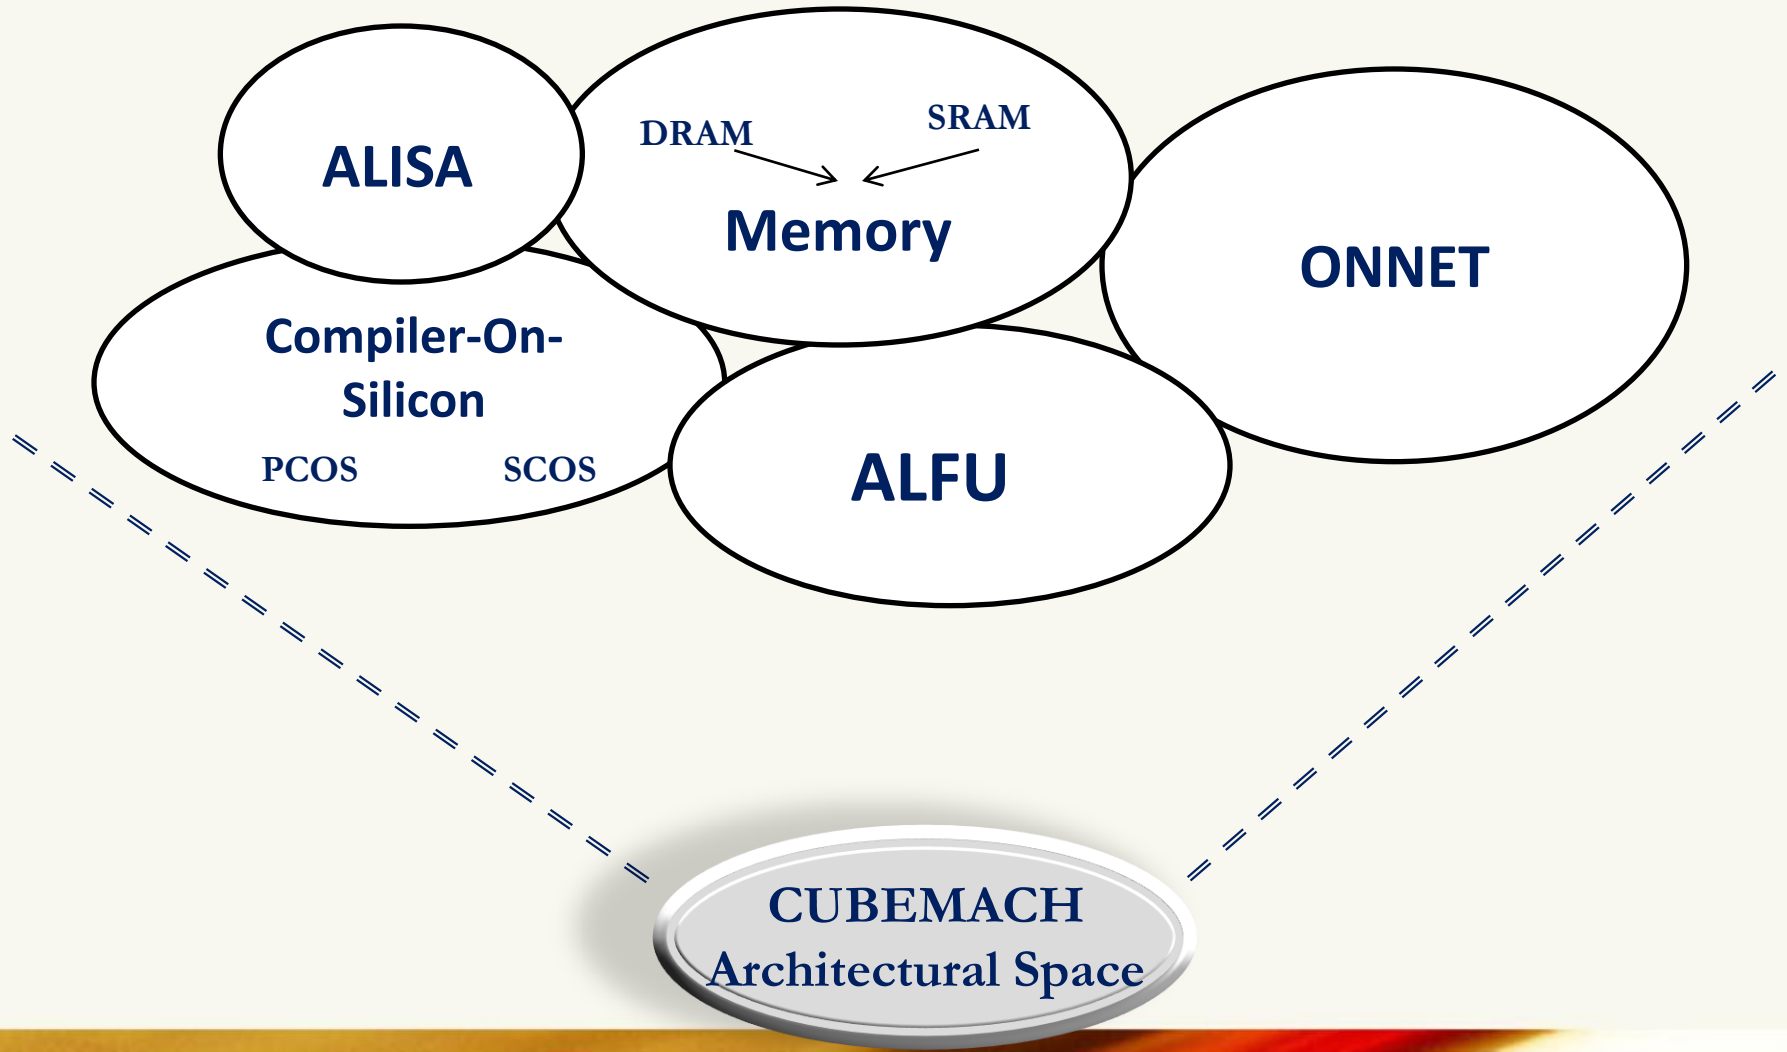 ALISA
DRAM
SRAM
Memory
ONNET
Compiler-On-
Silicon
PCOS
SCOS
ALFU
CUBEMACH
Architectural Space